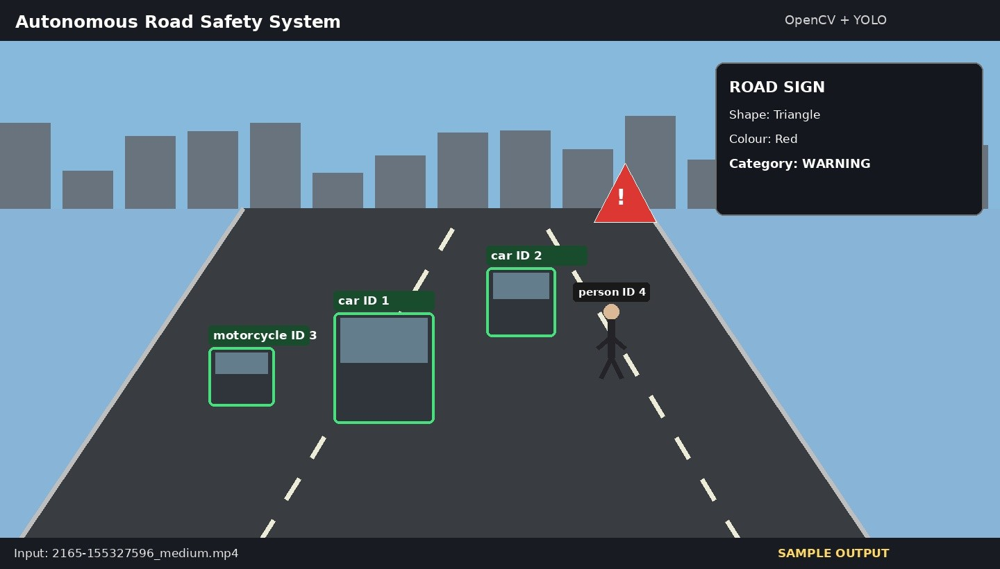 Autonomous Road Safety System
OpenCV + YOLO
ROAD SIGN
Shape: Triangle
Colour: Red
Category: WARNING
!
car ID 2
person ID 4
car ID 1
motorcycle ID 3
Input: 2165-155327596_medium.mp4
SAMPLE OUTPUT